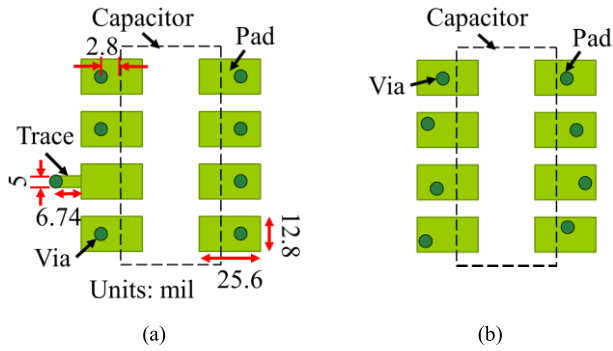 Capacitor
2.8
Pad
Trace
5
6.74
Via
12.8
25.6
Units: mil
(a)
Capacitor
Pad
Via
(b)